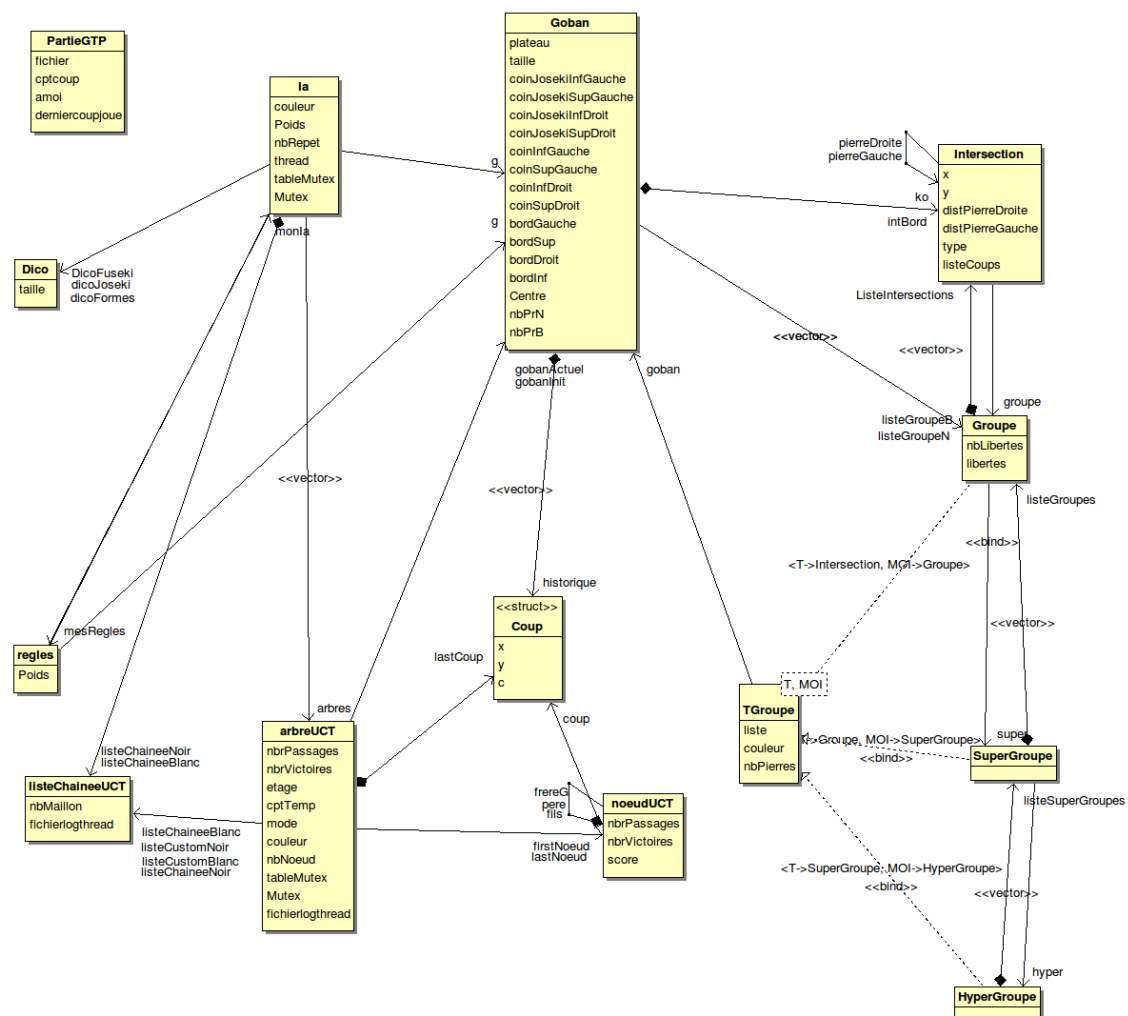 PartieGTP
fichier
cptcoup
amoi
derniercoupjoue
Ia
couleur
Poids
nbRepet
thread
tableMutex
Mutex
monIa
Goban
plateau
taille
coinJosekiInfGauche
coinJosekiSupGauche
coinJosekiInfDroit
coinJosekiSupDroit
coinInfGauche
coinSupGauche
coinInfDroit
coinSupDroit
bordGauche
bordSup
bordDroit
bordInf
Centre
nbPrN
nbPrB
g
g
pierreDroite
pierreGauche
Intersection
x
y
distPierreDroite
distPierreGauche
type
listeCoups
ko
intBord
Dico
taille
DicoFuseki
dicoJoseki
dicoFormes
ListeIntersections
<<vector>>
<<vector>>
groupe
gobanActuel
gobanInit
goban
listeGroupeB
listeGroupeN
Groupe
nbLibertes
libertes
<<vector>>
<<vector>>
listeGroupes
<<bind>>
<T->Intersection, MOI->Groupe>
historique
<<struct>>
Coup
x
y
c
lastCoup
<<vector>>
mesRegles
regles
Poids
T, MOI
TGroupe
liste
couleur
nbPierres
super
T->Groupe, MOI->SuperGroupe>
<<bind>>
SuperGroupe
arbres
coup
arbreUCT
nbrPassages
nbrVictoires
etage
cptTemp
mode
couleur
nbNoeud
tableMutex
Mutex
fichierlogthread
listeChaineeNoir
listeChaineeBlanc
listeChaineeUCT
nbMaillon
fichierlogthread
listeChaineeBlanc
listeCustomNoir
listeCustomBlanc
listeChaineeNoir
frereG
pere
fils
noeudUCT
nbrPassages
nbrVictoires
score
firstNoeud
lastNoeud
listeSuperGroupes
<T->SuperGroupe, MOI->HyperGroupe>
<<bind>>
<<vector>>
hyper
HyperGroupe